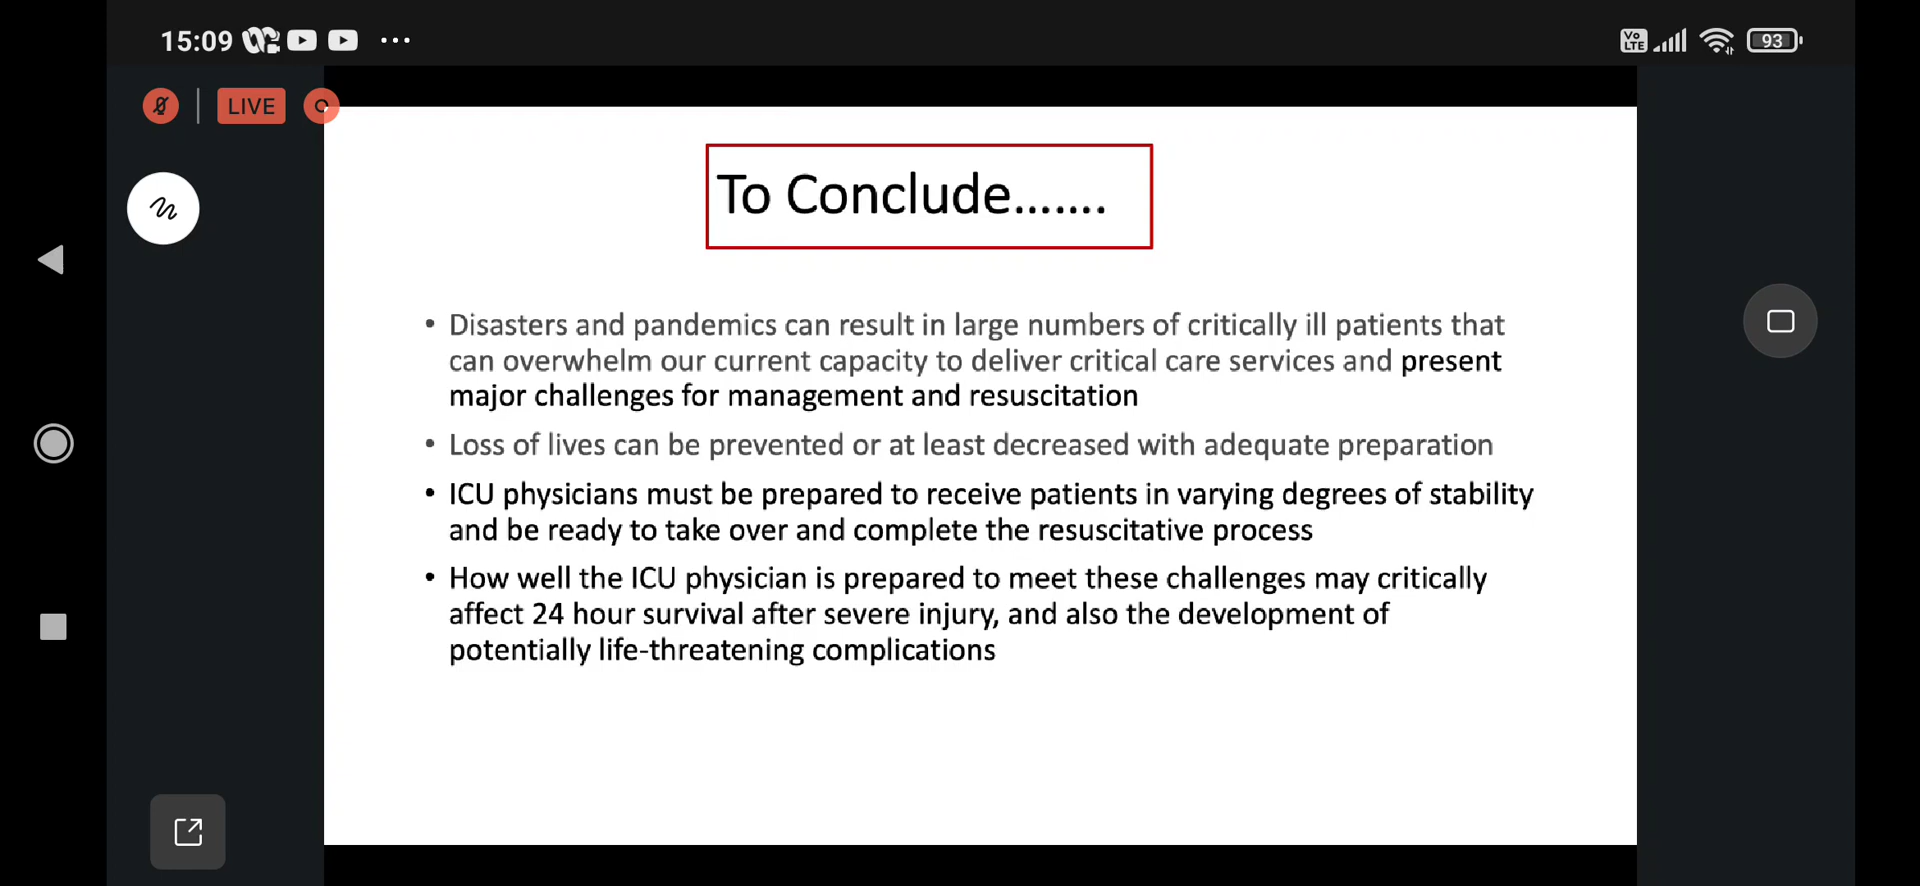 15:09
Vo LTE
93
LIVE
To Conclude.......
• Disasters and pandemics can result in large numbers of critically ill patients that
can overwhelm our current capacity to deliver critical care services and present
major challenges for management and resuscitation
• Loss of lives can be prevented or at least decreased with adequate preparation
• ICU physicians must be prepared to receive patients in varying degrees of stability
and be ready to take over and complete the resuscitative process
• How well the ICU physician is prepared to meet these challenges may critically
affect 24 hour survival after severe injury, and also the development of
potentially life-threatening complications